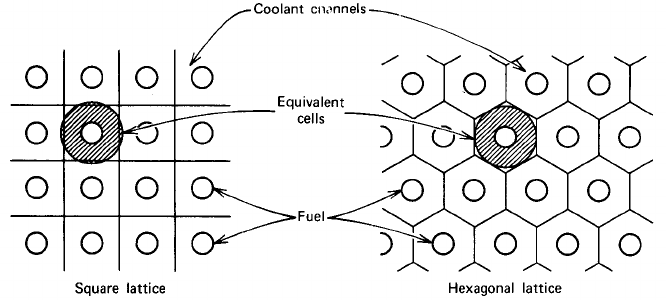 Coolant channels
Equivalent
cells
Fuel
Square lattice
Hexagonal lattice